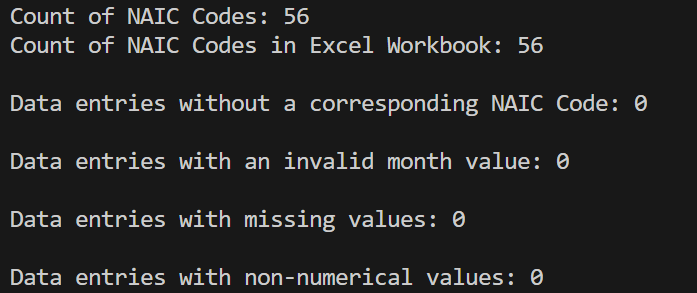 Count of NAIC Codes: 56
Count of NAIC Codes in Excel Workbook: 56
Data entries without a corresponding NAIC Code: 0
Data entries with an invalid month value: 0
Data entries with missing values: 0
Data entries with non-numerical values: 0